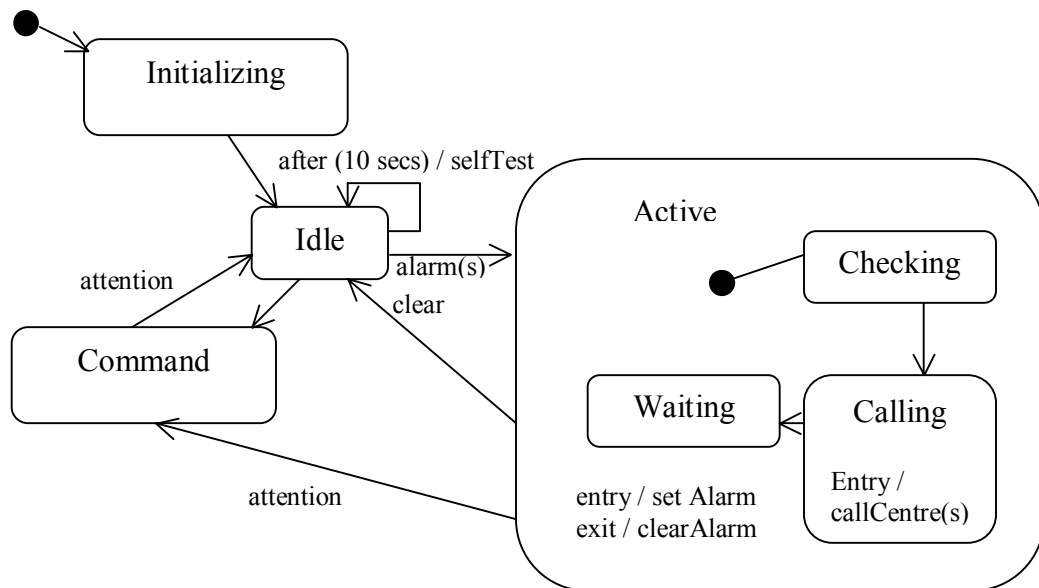 Initializing
after (10 secs) / selfTest
Active
Idle
Checking
alarm(s)
attention
clear
Command
Waiting
Calling
attention
entry / set Alarm
exit / clearAlarm
Entry /
callCentre(s)